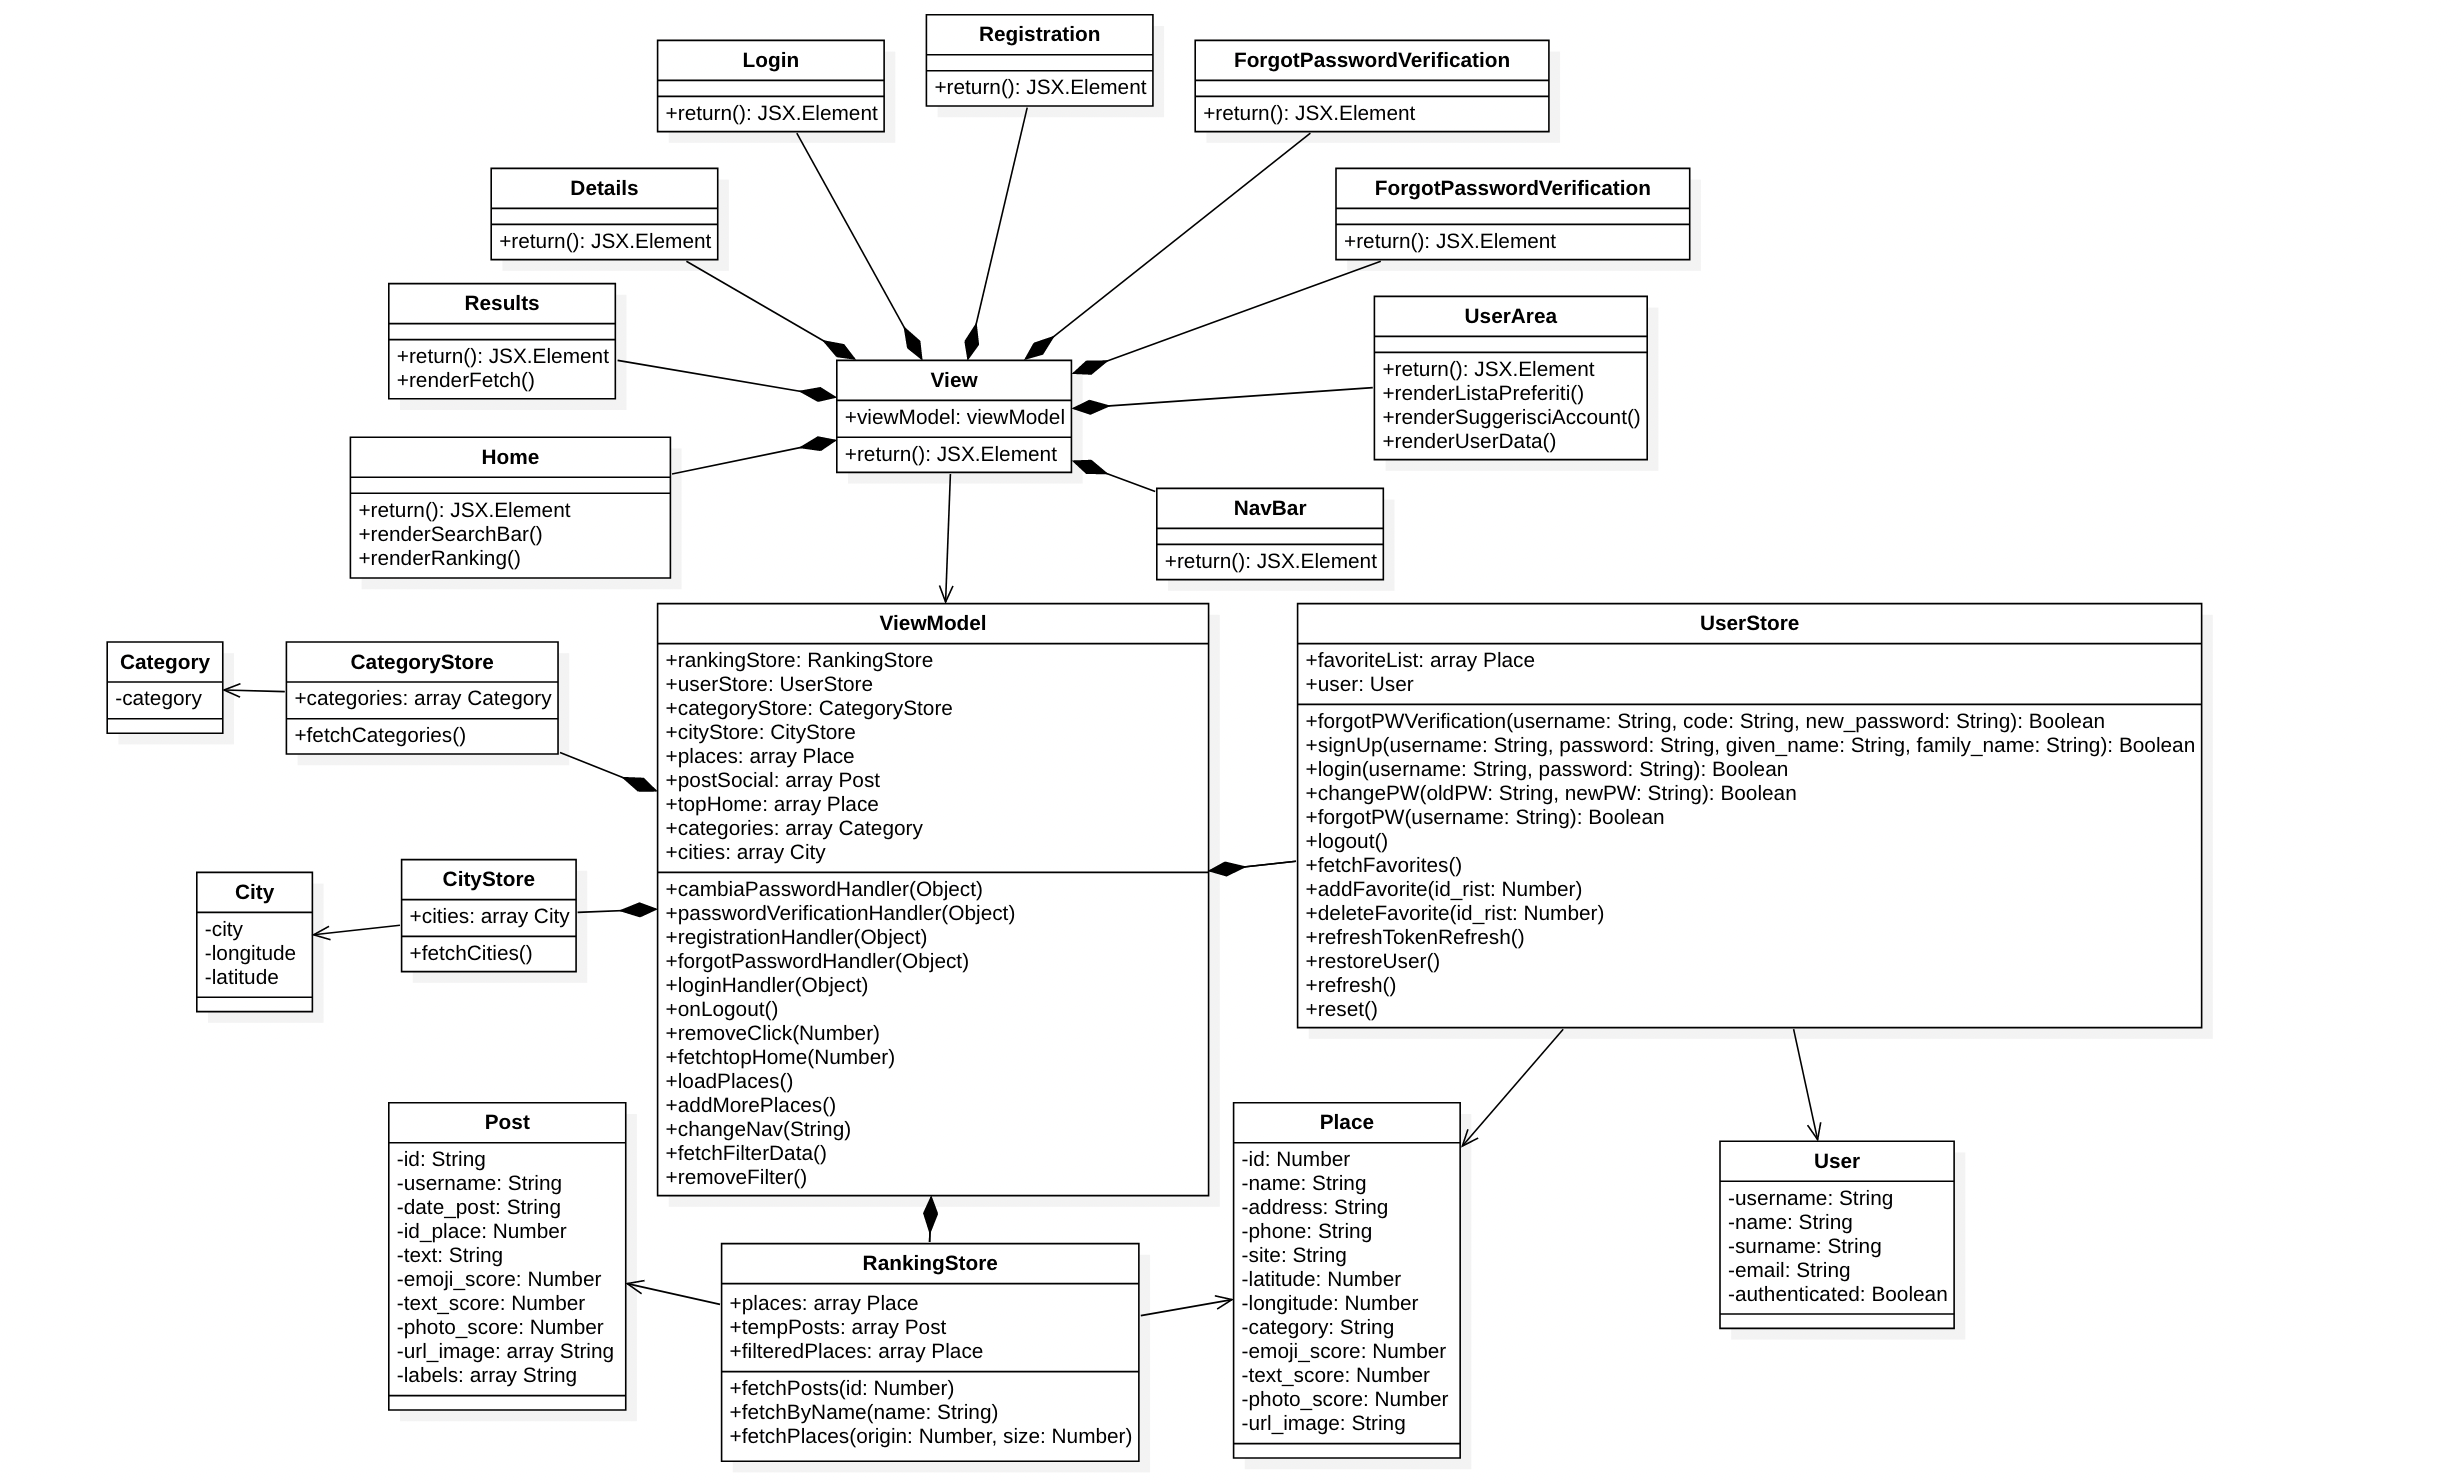 Registration
+return(): JSX.Element
Login
+return(): JSX.Element
ForgotPasswordVerification
+return(): JSX.Element
Details
+return(): JSX.Element
ForgotPasswordVerification
+return(): JSX.Element
Results
+return(): JSX.Element
+renderFetch()
UserArea
+return(): JSX.Element
+renderListaPreferiti()
+renderSuggerisciAccount()
+renderUserData()
View
+viewModel: viewModel
+return(): JSX.Element
Home
+return(): JSX.Element
+renderSearchBar()
+renderRanking()
NavBar
+return(): JSX.Element
Category
-category
CategoryStore
+categories: array Category
+fetchCategories()
ViewModel
+rankingStore: RankingStore
+userStore: UserStore
+categoryStore: CategoryStore
+cityStore: CityStore
+places: array Place
+postSocial: array Post
+topHome: array Place
+categories: array Category
+cities: array City
+cambiaPasswordHandler(Object)
+passwordVerificationHandler(Object)
+registrationHandler(Object)
+forgotPasswordHandler(Object)
+loginHandler(Object)
+onLogout()
+removeClick(Number)
+fetchtopHome(Number)
+loadPlaces()
+addMorePlaces()
+changeNav(String)
+fetchFilterData()
+removeFilter()
UserStore
+favoriteList: array Place
+user: User
+forgotPWVerification(username: String, code: String, new_password: String): Boolean
+signUp(username: String, password: String, given_name: String, family_name: String): Boolean
+login(username: String, password: String): Boolean
+changePW(oldPW: String, newPW: String): Boolean
+forgotPW(username: String): Boolean
+logout()
+fetchFavorites()
+addFavorite(id_rist: Number)
+deleteFavorite(id_rist: Number)
+refreshTokenRefresh()
+restoreUser()
+refresh()
+reset()
City
-city
-longitude
-latitude
CityStore
+cities: array City
+fetchCities()
Post
-id: String
-username: String
-date_post: String
-id_place: Number
-text: String
-emoji_score: Number
-text_score: Number
-photo_score: Number
-url_image: array String
-labels: array String
RankingStore
+places: array Place
+tempPosts: array Post
+filteredPlaces: array Place
+fetchPosts(id: Number)
+fetchByName(name: String)
+fetchPlaces(origin: Number, size: Number)
Place
-id: Number
-name: String
-address: String
-phone: String
-site: String
-latitude: Number
-longitude: Number
-category: String
-emoji_score: Number
-text_score: Number
-photo_score: Number
-url_image: String
User
-username: String
-name: String
-surname: String
-email: String
-authenticated: Boolean